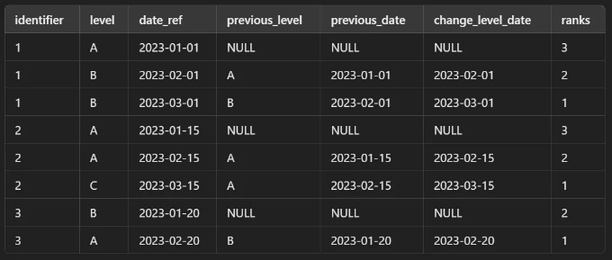 identifier level date_ref previous_level previous_date change_level_date ranks
1 A 2023-01-01 NULL NULL NULL 3
1 B 2023-02-01 A 2023-01-01 2023-02-01 2
1 B 2023-03-01 B 2023-02-01 2023-03-01 1
2 A 2023-01-15 NULL NULL NULL 3
2 A 2023-02-15 A 2023-01-15 2023-02-15 2
2 C 2023-03-15 A 2023-02-15 2023-03-15 1
3 B 2023-01-20 NULL NULL NULL 2
3 A 2023-02-20 B 2023-01-20 2023-02-20 1